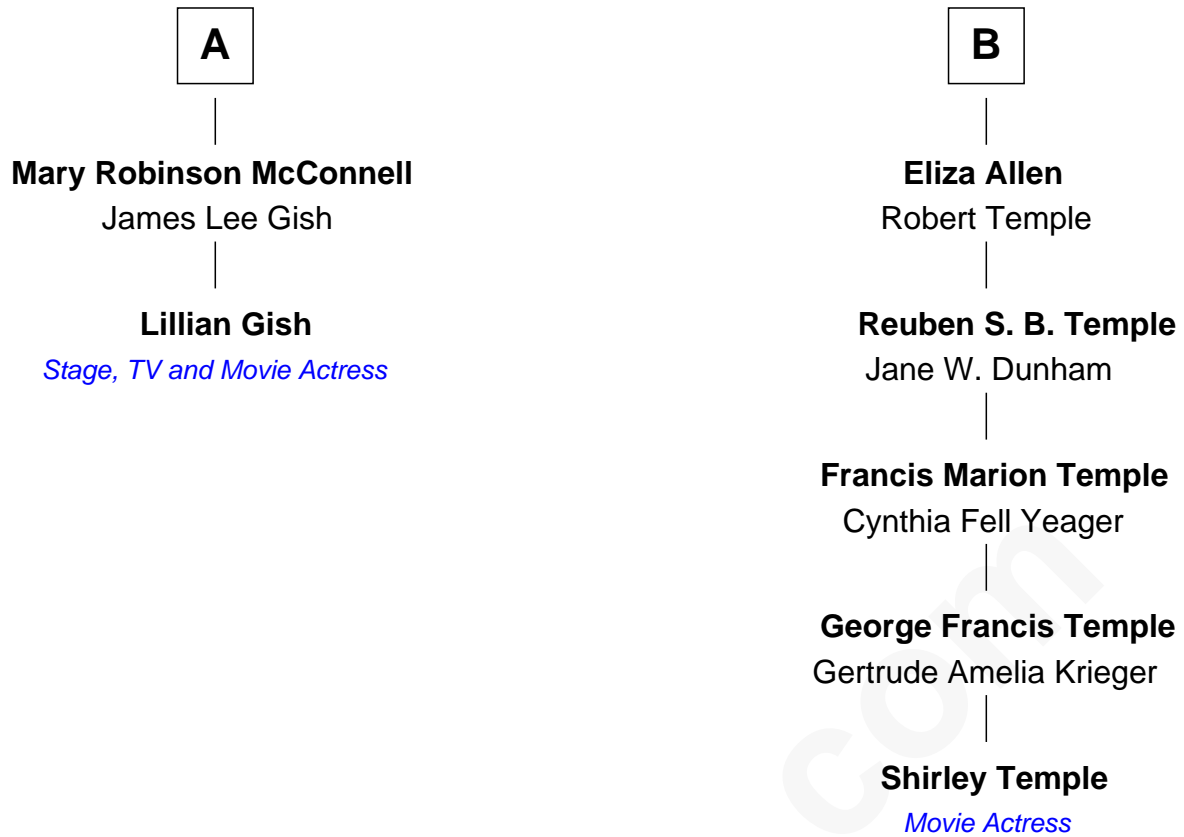 A
Mary Robinson McConnell
James Lee Gish
Lillian Gish
Stage, TV and Movie Actress
B
Eliza Allen
Robert Temple
Reuben S. B. Temple
Jane W. Dunham
Francis Marion Temple
Cynthia Fell Yeager
George Francis Temple
Gertrude Amelia Krieger
Shirley Temple
Movie Actress
com